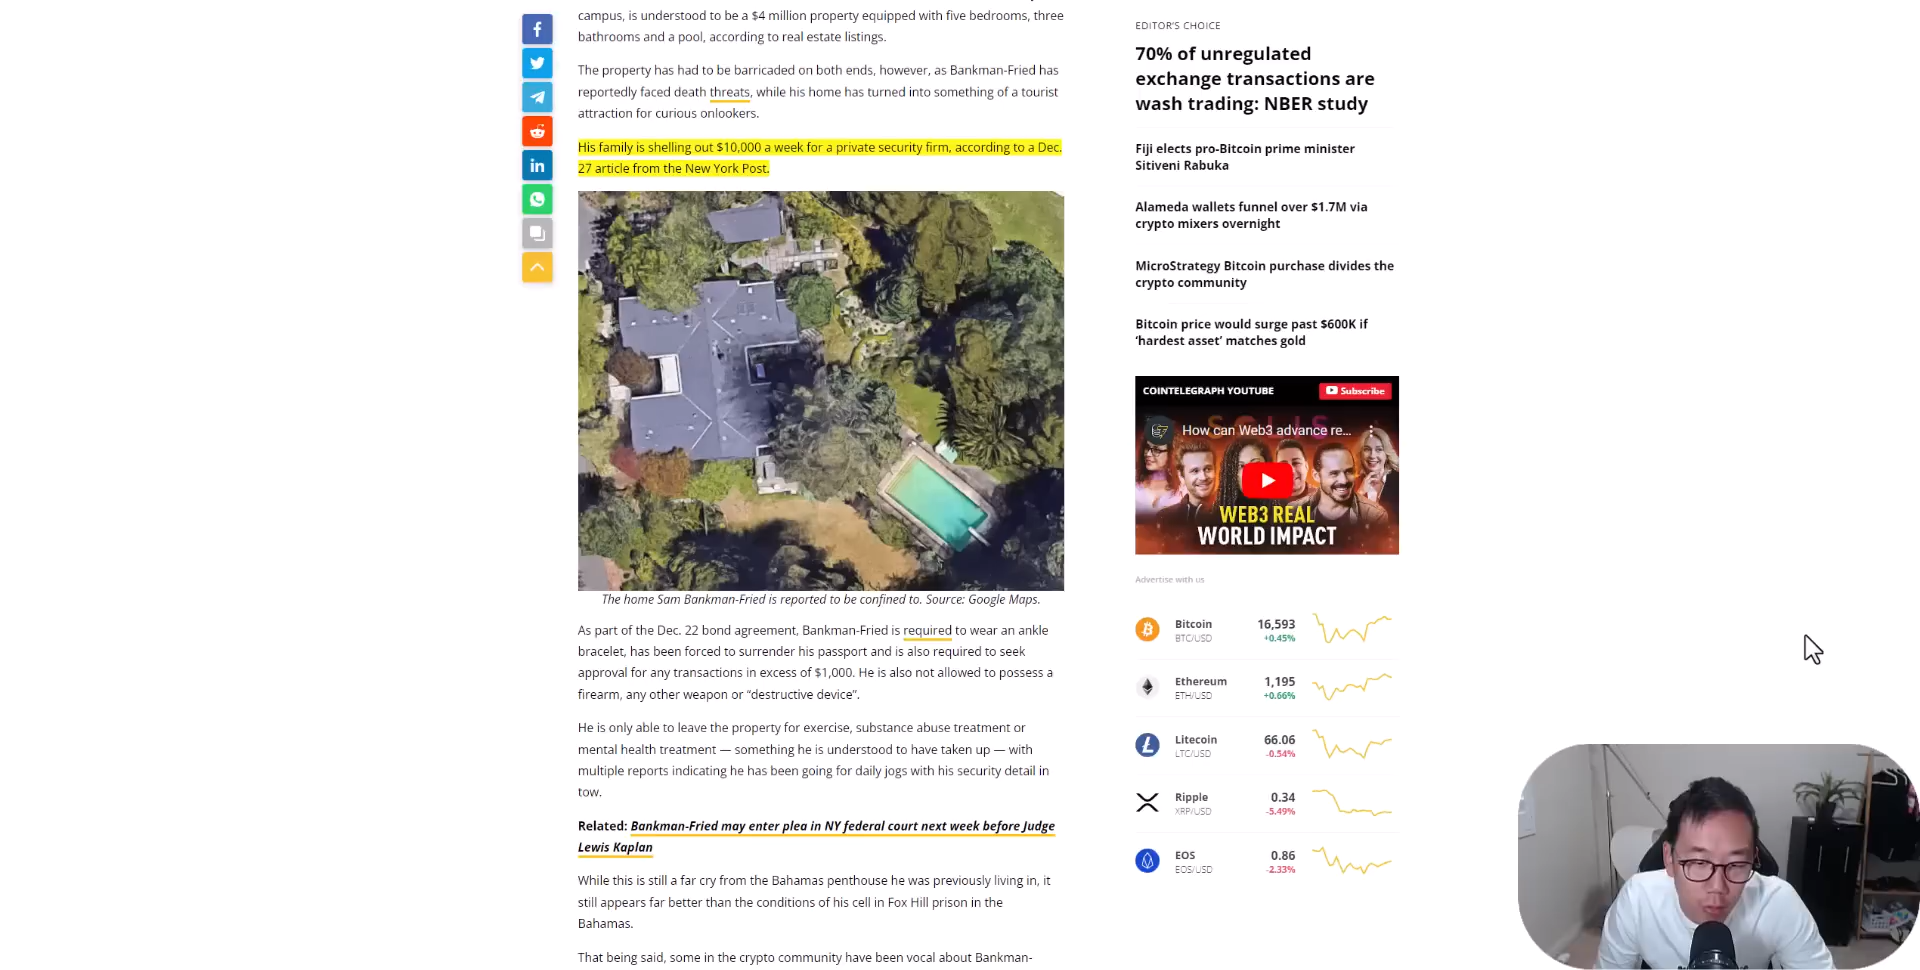 campus, is understood to be a $4 million property equipped with five bedrooms, three
bathrooms and a pool, according to real estate listings.
The property has had to be barricaded on both ends, however, as Bankman-Fried has
reportedly faced death threats, while his home has turned into something of a tourist
attraction for curious onlookers.
His family is shelling out $10,000 a week for a private security firm, according to a Dec.
27 article from the New York Post.
The home Sam Bankman-Fried is reported to be confined to. Source: Google Maps.
As part of the Dec. 22 bond agreement, Bankman-Fried is required to wear an ankle
bracelet, has been forced to surrender his passport and is also required to seek
approval for any transactions in excess of $1,000. He is also not allowed to possess a
firearm, any other weapon or “destructive device”.
He is only able to leave the property for exercise, substance abuse treatment or
mental health treatment — something he is understood to have taken up — with
multiple reports indicating he has been going for daily jogs with his security detail in
tow.
Related: Bankman-Fried may enter plea in NY federal court next week before Judge
Lewis Kaplan
While this is still a far cry from the Bahamas penthouse he was previously living in, it
still appears far better than the conditions of his cell in Fox Hill prison in the
Bahamas.
That being said, some in the crypto community have been vocal about Bankman-
EDITOR’S CHOICE
70% of unregulated
exchange transactions are
wash trading: NBER study
Fiji elects pro-Bitcoin prime minister
Sitiveni Rabuka
Alameda wallets funnel over $1.7M via
crypto mixers overnight
MicroStrategy Bitcoin purchase divides the
crypto community
Bitcoin price would surge past $600K if
‘hardest asset’ matches gold
COINTELEGRAPH YOUTUBE
Subscribe
How can Web3 advance re...
WEB3 REAL
WORLD IMPACT
Advertise with us
Bitcoin 16,593
BTC/USD +0.45%
Ethereum 1,195
ETH/USD +0.66%
Litecoin 66.06
LTC/USD -0.54%
Ripple 0.34
XRP/USD -5.49%
EOS 0.86
EOS/USD -2.33%